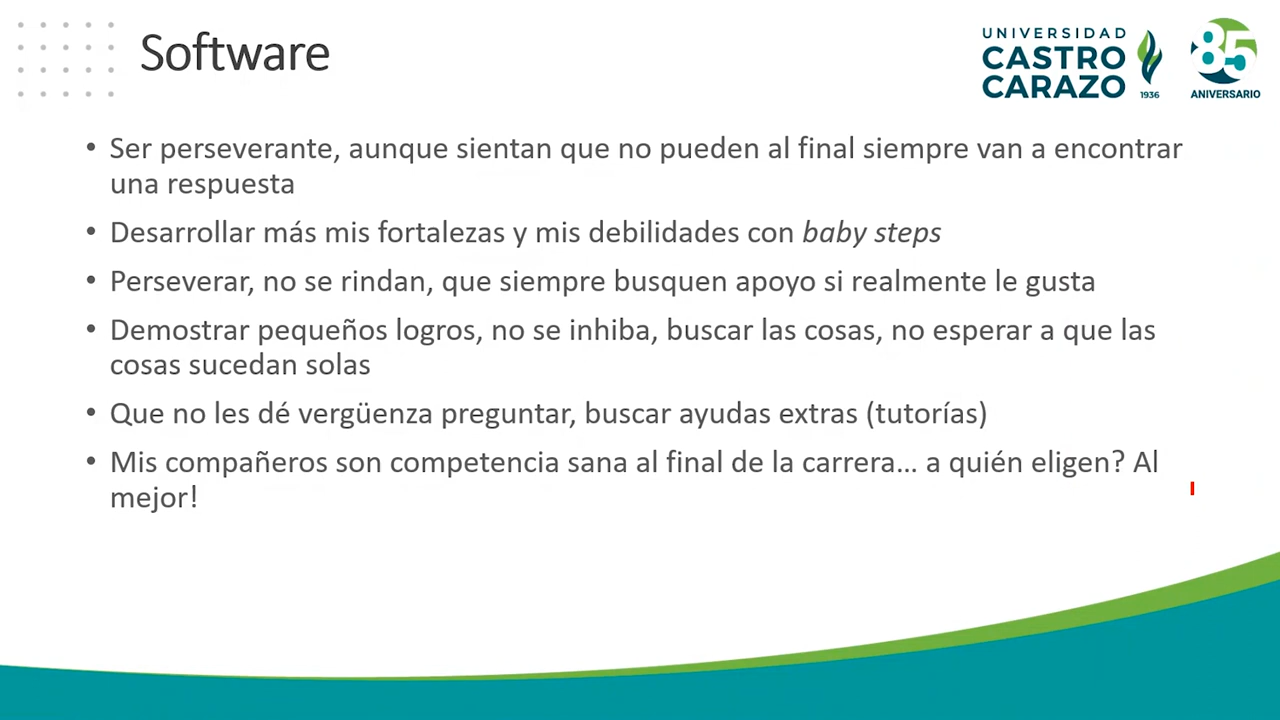 Software
UNIVERSIDAD
CASTRO
CARAZO
1936
85
ANIVERSARIO
• Ser perseverante, aunque sientan que no pueden al final siempre van a encontrar
una respuesta
• Desarrollar más mis fortalezas y mis debilidades con baby steps
• Perseverar, no se rindan, que siempre busquen apoyo si realmente le gusta
• Demostrar pequeños logros, no se inhiba, buscar las cosas, no esperar a que las
cosas sucedan solas
• Que no les dé vergüenza preguntar, buscar ayudas extras (tutorías)
• Mis compañeros son competencia sana al final de la carrera… a quién eligen? Al
mejor!